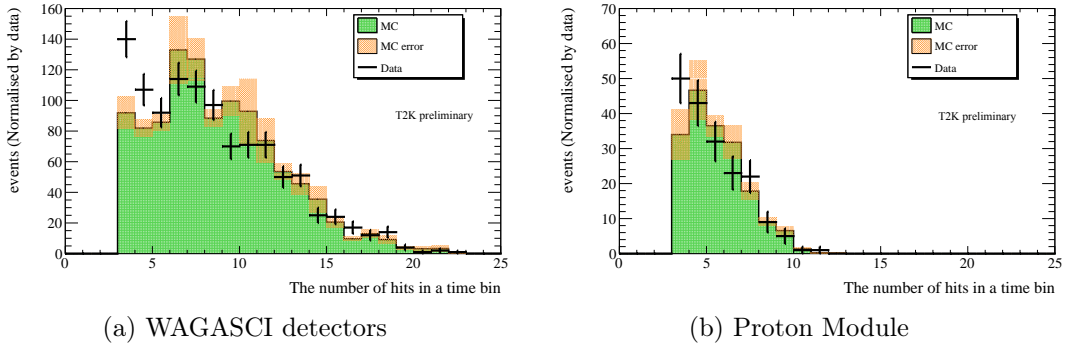 events (Normalised by data)
160
140
120
100
80
60
40
20
0
MC
MC error
Data
T2K preliminary
0 5 10 15 20 25
The number of hits in a time bin
(a) WAGASCI detectors
events (Normalised by data)
70
60
50
40
30
20
10
0
MC
MC error
Data
T2K preliminary
0 5 10 15 20 25
The number of hits in a time bin
(b) Proton Module